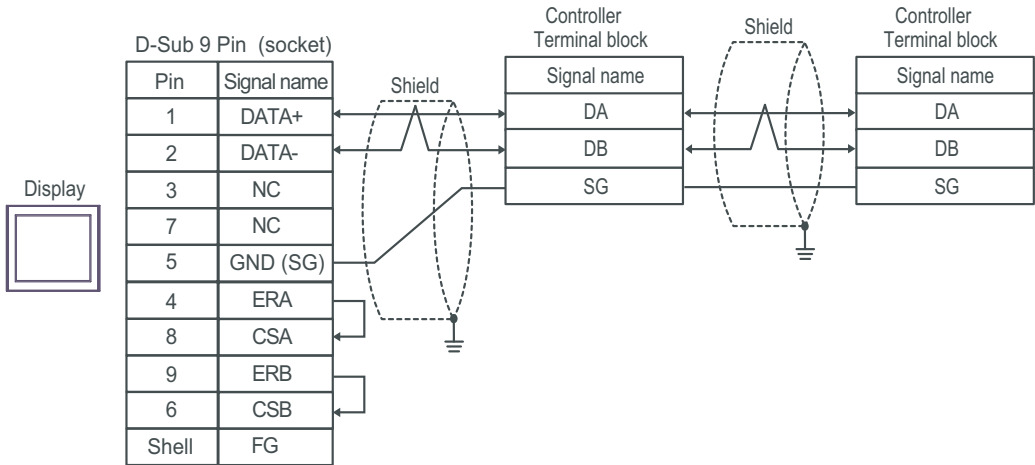 Display
D-Sub 9 Pin (socket)
Pin Signal name
1 DATA+
2 DATA-
3 NC
7 NC
5 GND (SG)
4 ERA
8 CSA
9 ERB
6 CSB
Shell FG
Shield
Controller
Terminal block
Signal name
DA
DB
SG
Shield
Controller
Terminal block
Signal name
DA
DB
SG